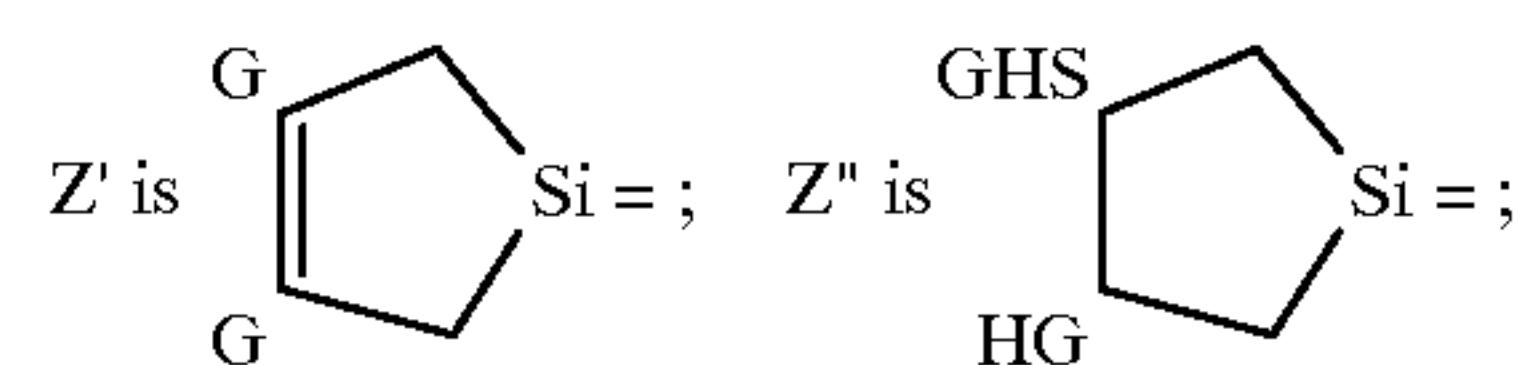 G GHS
Z' is Si = ; Z" is Si = ;
G HG